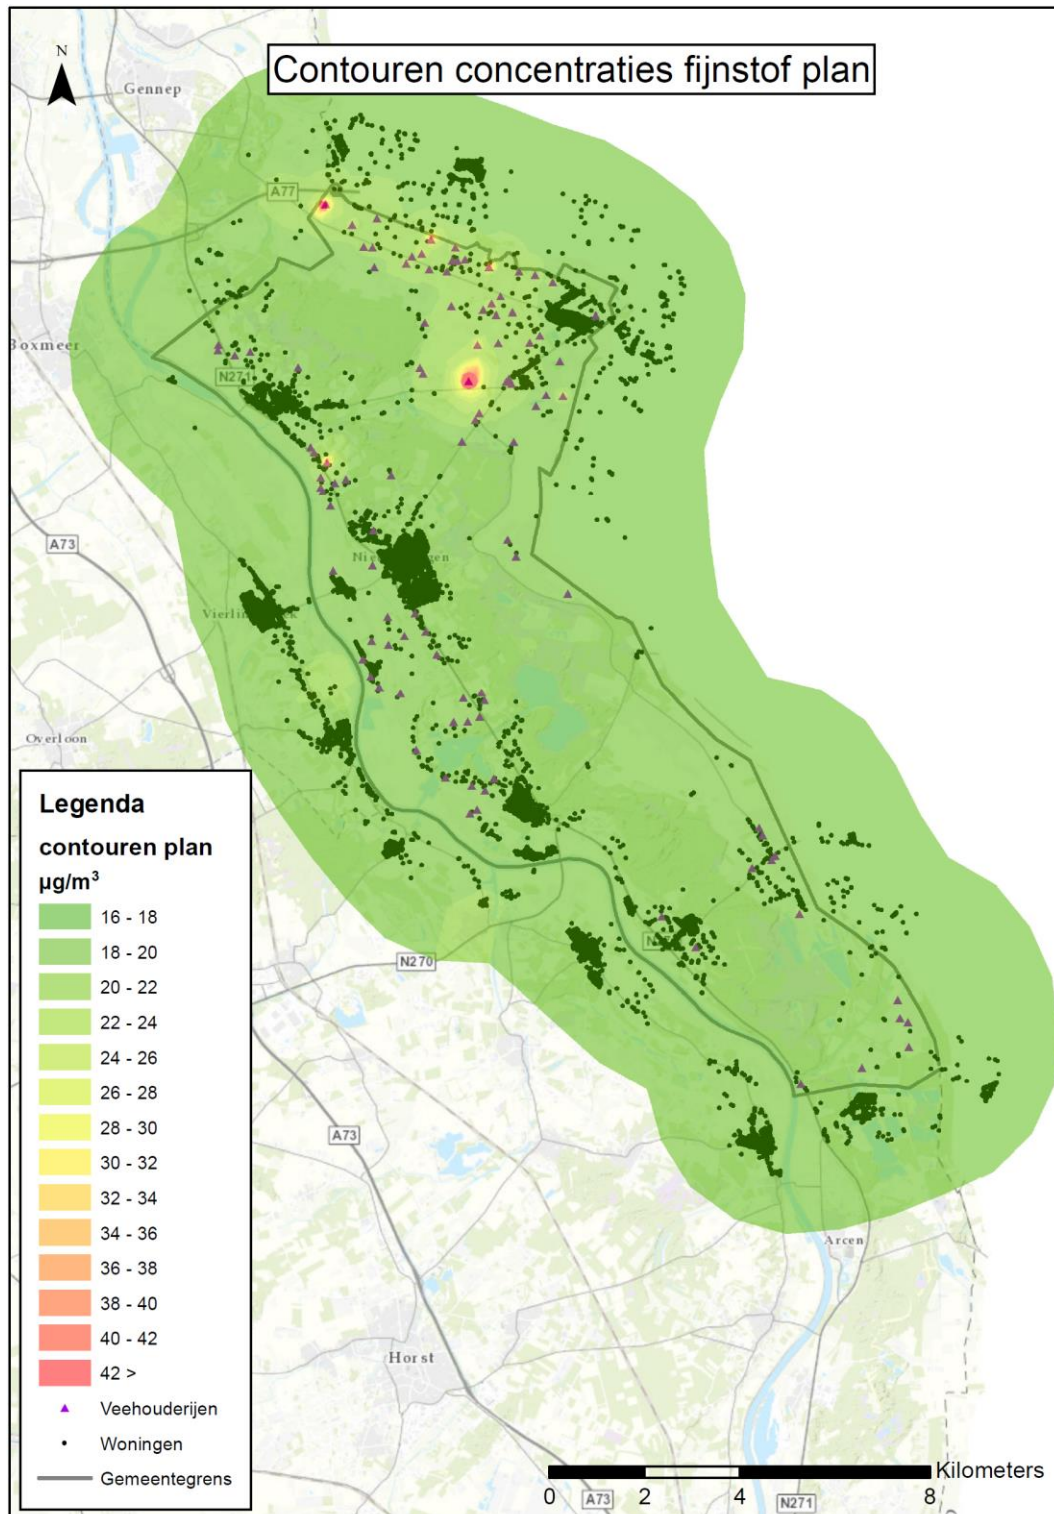 Contouren concentraties fijnstof plan
N
Gennep
A77
Boxmeer
N271
A73
Overloon
N270
A73
Arcen
Horst
Legenda
contouren plan
µg/m³
16 - 18
18 - 20
20 - 22
22 - 24
24 - 26
26 - 28
28 - 30
30 - 32
32 - 34
34 - 36
36 - 38
38 - 40
40 - 42
42 >
Veehouderijen
Woningen
Gemeentegrens
Kilometers
0 2 4 8
A73
N271